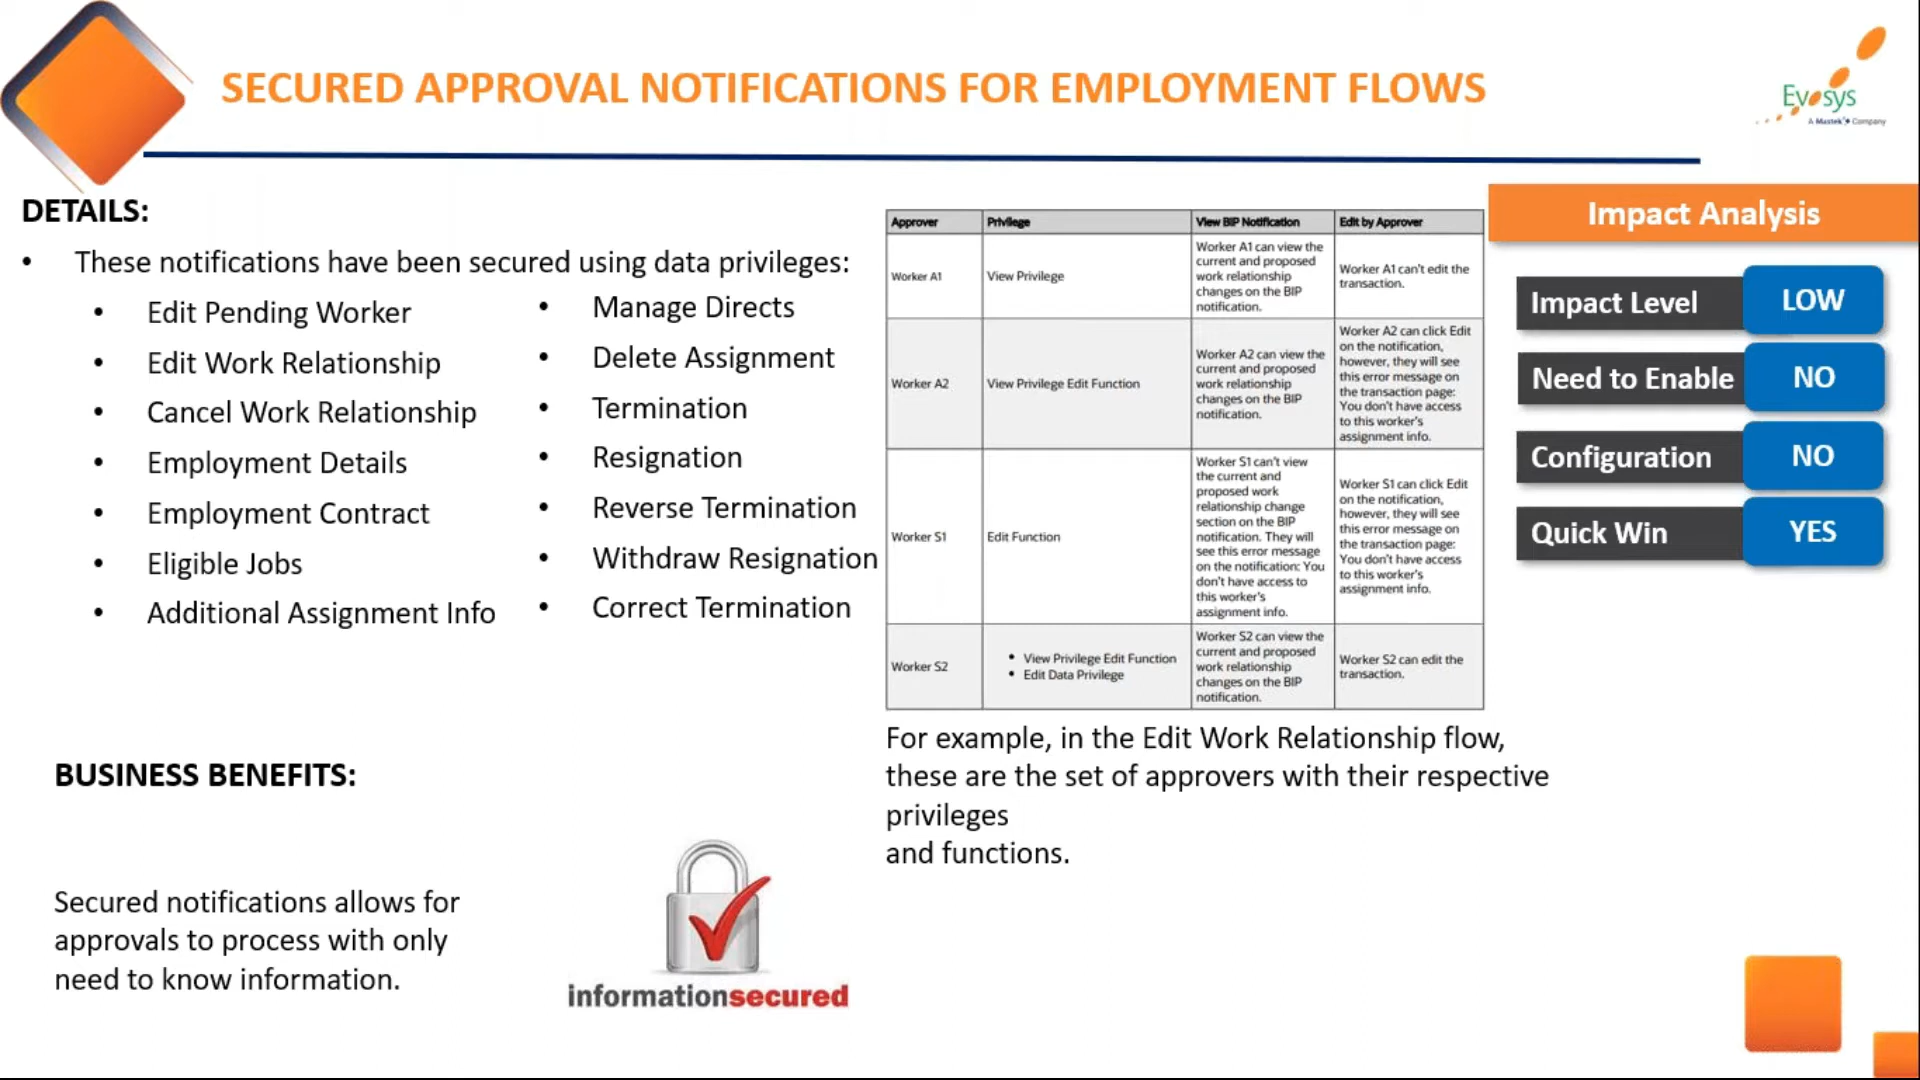 SECURED APPROVAL NOTIFICATIONS FOR EMPLOYMENT FLOWS
Evosys
A Mastek Company
DETAILS:
• These notifications have been secured using data privileges:
• Edit Pending Worker
• Edit Work Relationship
• Cancel Work Relationship
• Employment Details
• Employment Contract
• Eligible Jobs
• Additional Assignment Info
• Manage Directs
• Delete Assignment
• Termination
• Resignation
• Reverse Termination
• Withdraw Resignation
• Correct Termination
BUSINESS BENEFITS:
Secured notifications allows for
approvals to process with only
need to know information.
informationsecured
Approver Privilege View BIP Notification Edit by Approver
Worker A1
View Privilege
Worker A1 can view the
current and proposed
work relationship
changes on the BIP
notification.
Worker A1 can't edit the
transaction.
Worker A2
View Privilege Edit Function
Worker A2 can view the
current and proposed
work relationship
changes on the BIP
notification.
Worker A2 can click Edit
on the notification,
however, they will see
this error message on
the transaction page:
You don't have access
to this worker's
assignment info.
Worker S1
Edit Function
Worker S1 can't view
the current and
proposed work
relationship change
section on the BIP
notification. They will
see this error message
on the notification: You
don't have access to
this worker's
assignment info.
Worker S1 can click Edit
on the notification,
however, they will see
this error message on
the transaction page:
You don't have access
to this worker's
assignment info.
Worker S2
• View Privilege Edit Function
• Edit Data Privilege
Worker S2 can view the
current and proposed
work relationship
changes on the BIP
notification.
Worker S2 can edit the
transaction.
For example, in the Edit Work Relationship flow,
these are the set of approvers with their respective
privileges
and functions.
Impact Analysis
Impact Level LOW
Need to Enable NO
Configuration NO
Quick Win YES